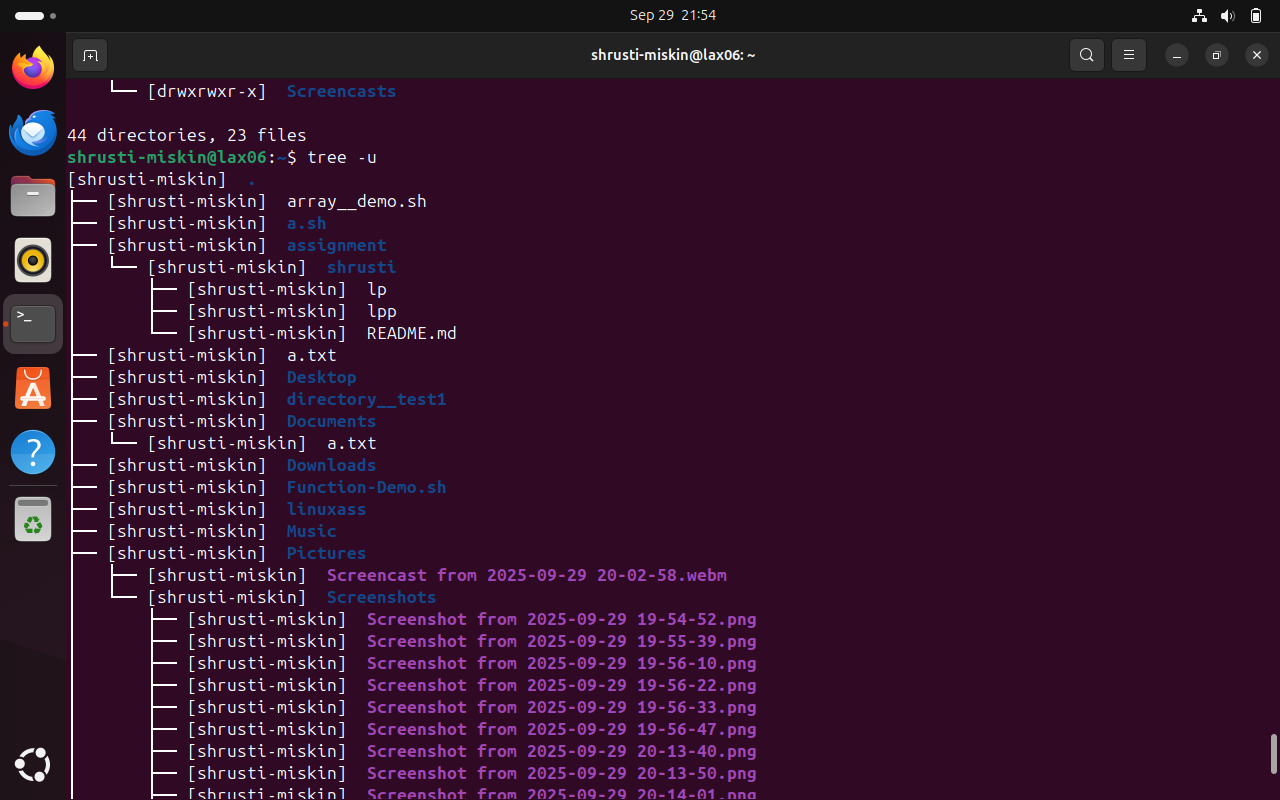 Sep 29 21:54
shrusti-miskin@lax06: ~
└── [drwxrwxr-x]  Screencasts
44 directories, 23 files
shrusti-miskin@lax06:~$ tree -u
[shrusti-miskin]  .
├── [shrusti-miskin]  array__demo.sh
├── [shrusti-miskin]  a.sh
├── [shrusti-miskin]  assignment
│   └── [shrusti-miskin]  shrusti
│       ├── [shrusti-miskin]  lp
│       ├── [shrusti-miskin]  lpp
│       └── [shrusti-miskin]  README.md
├── [shrusti-miskin]  a.txt
├── [shrusti-miskin]  Desktop
├── [shrusti-miskin]  directory__test1
├── [shrusti-miskin]  Documents
│   └── [shrusti-miskin]  a.txt
├── [shrusti-miskin]  Downloads
├── [shrusti-miskin]  Function-Demo.sh
├── [shrusti-miskin]  linuxass
├── [shrusti-miskin]  Music
├── [shrusti-miskin]  Pictures
│   ├── [shrusti-miskin]  Screencast from 2025-09-29 20-02-58.webm
│   └── [shrusti-miskin]  Screenshots
│       ├── [shrusti-miskin]  Screenshot from 2025-09-29 19-54-52.png
│       ├── [shrusti-miskin]  Screenshot from 2025-09-29 19-55-39.png
│       ├── [shrusti-miskin]  Screenshot from 2025-09-29 19-56-10.png
│       ├── [shrusti-miskin]  Screenshot from 2025-09-29 19-56-22.png
│       ├── [shrusti-miskin]  Screenshot from 2025-09-29 19-56-33.png
│       ├── [shrusti-miskin]  Screenshot from 2025-09-29 19-56-47.png
│       ├── [shrusti-miskin]  Screenshot from 2025-09-29 20-13-40.png
│       ├── [shrusti-miskin]  Screenshot from 2025-09-29 20-13-50.png
│       ├── [shrusti-miskin]  Screenshot from 2025-09-29 20-14-01.png